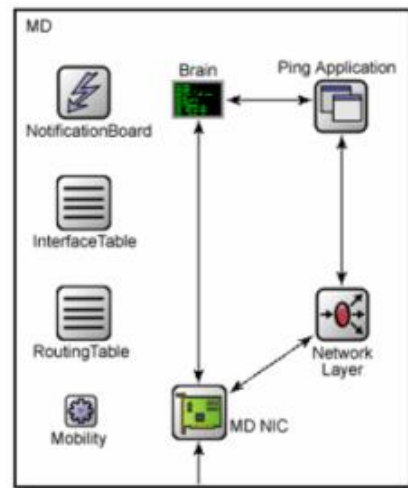 MD
Brain
Ping Application
NotificationBoard
InterfaceTable
RoutingTable
Network
Layer
Mobility
MD NIC